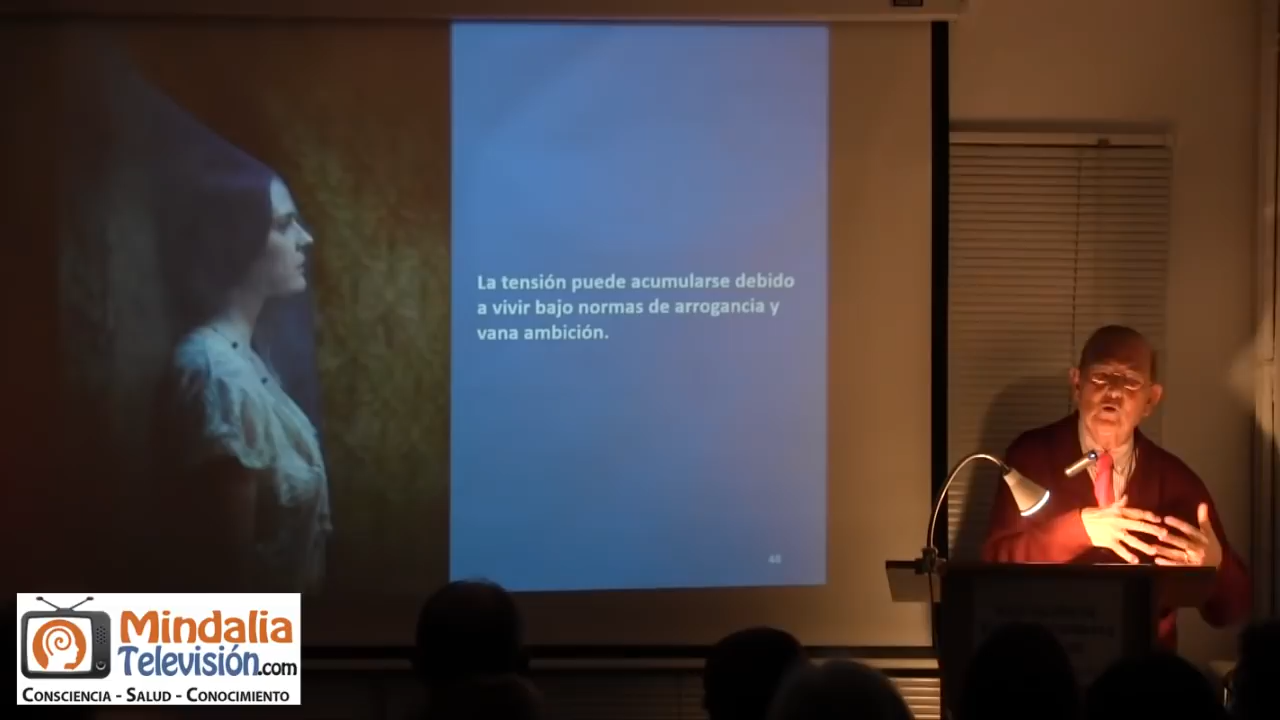 La tensión puede acumularse debido
a vivir bajo normas de arrogancia y
vana ambición.
Mindalia
Televisión.com
CONSCIENCIA - SALUD - CONOCIMIENTO